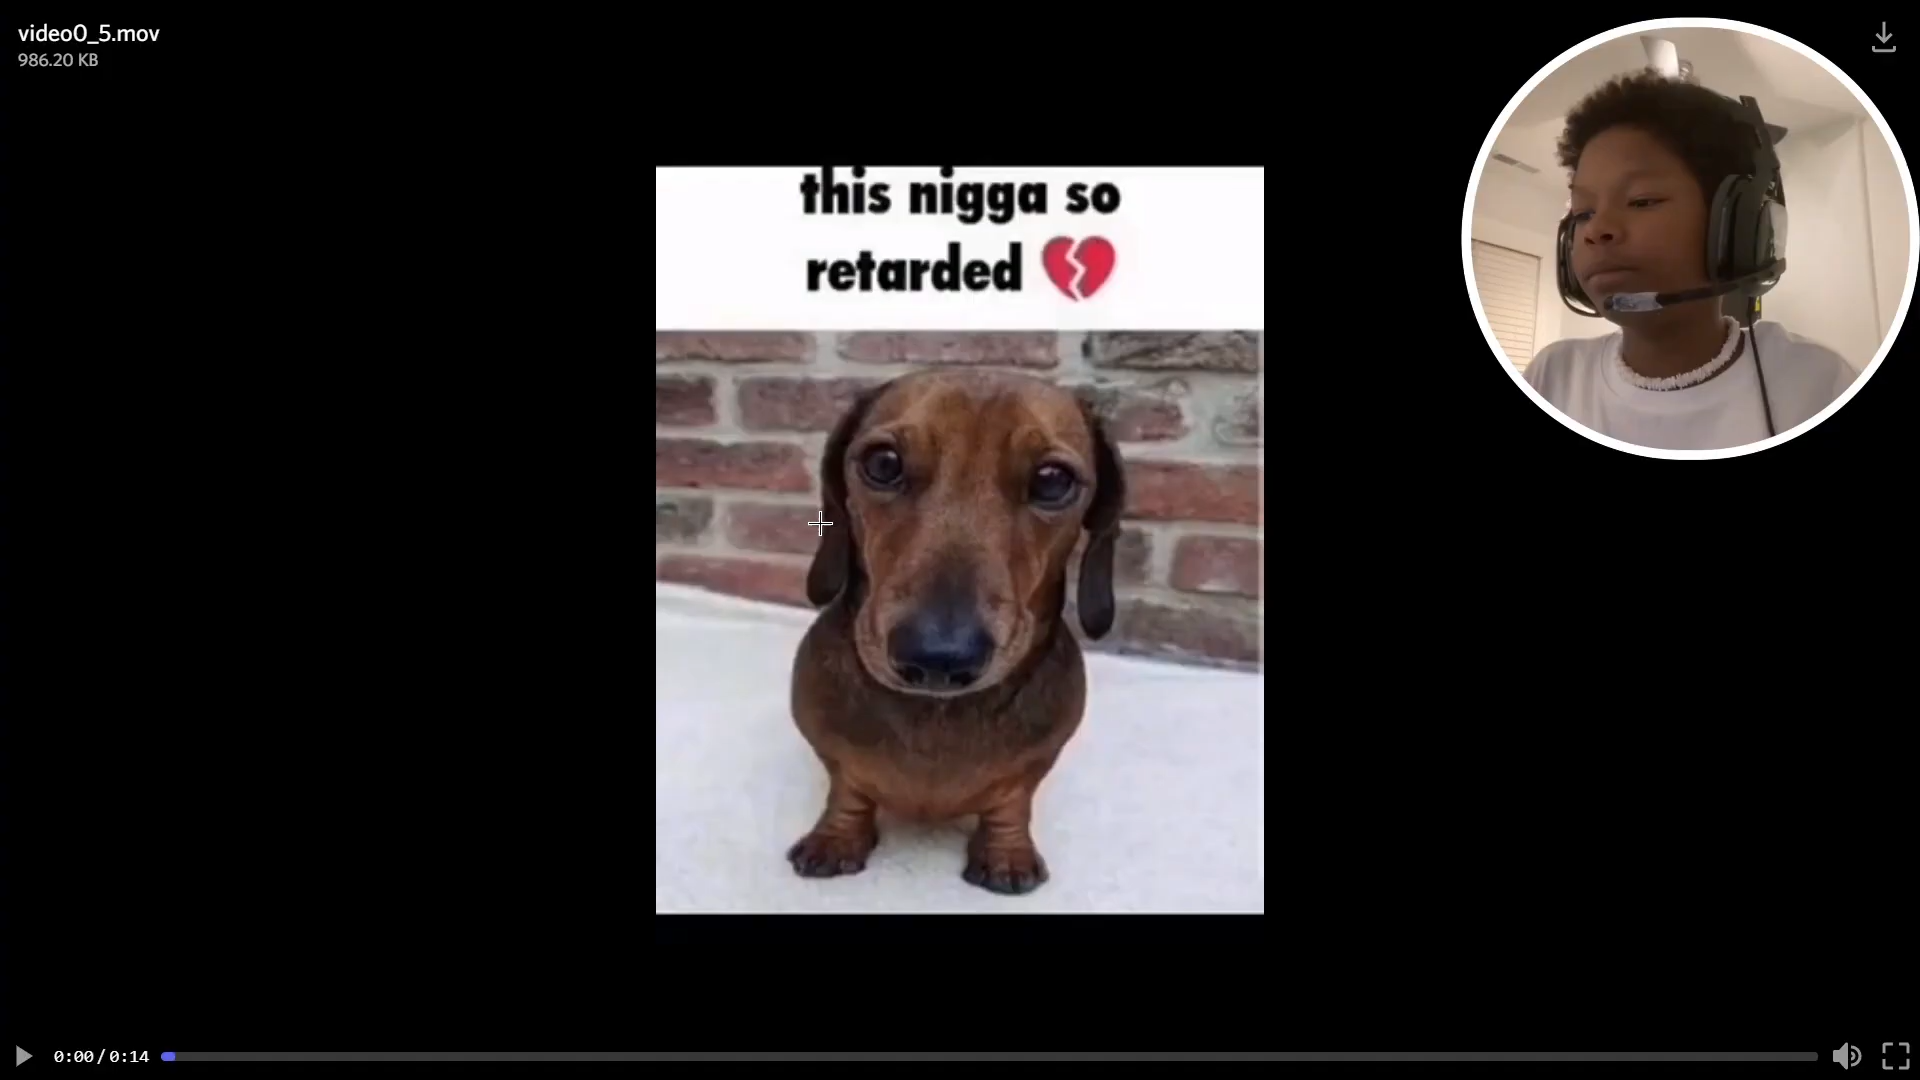 video0_5.mov
986.20 KB
this nigga so
retarded 💔
0:00/0:14